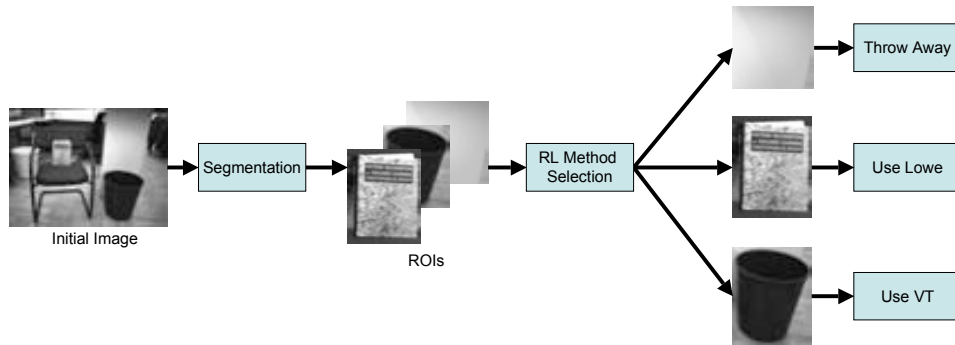 Initial Image
Segmentation
ROIs
RL Method
Selection
Throw Away
Use Lowe
Use VT